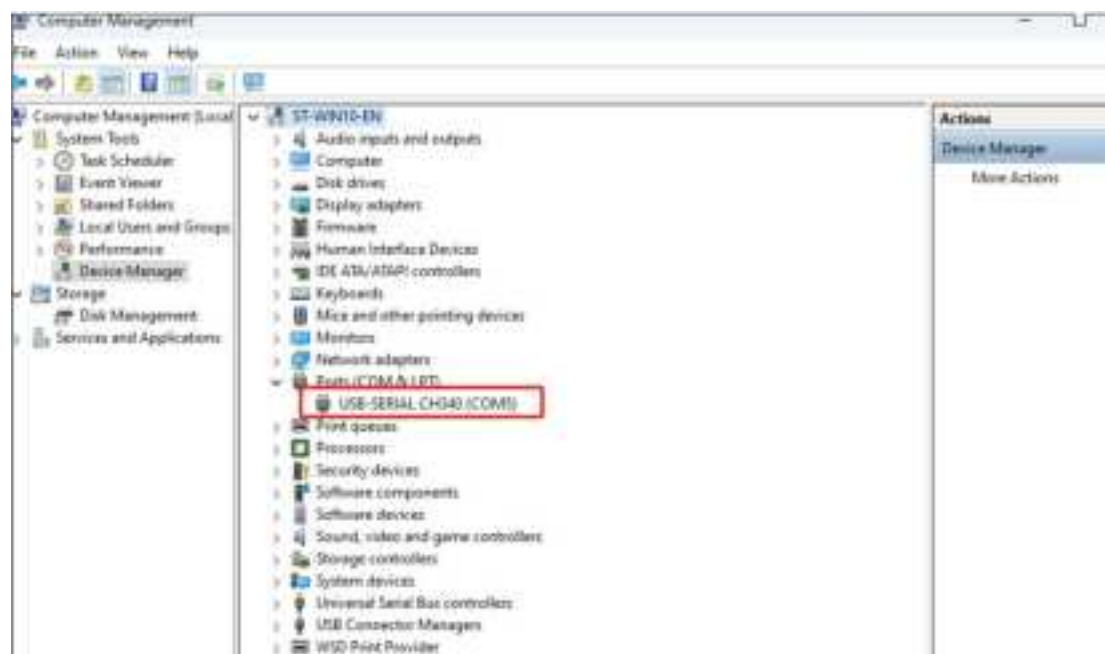 Computer Management
File Action View Help
Computer Management (Local
System Tools
Task Scheduler
Event Viewer
Shared Folders
Local Users and Groups
Performance
Device Manager
Storage
Disk Management
Services and Applications
ST-WIN10-EN
Audio inputs and outputs
Computer
Disk drives
Display adapters
Firmware
Human Interface Devices
IDE ATA/ATAPI controllers
Keyboards
Mice and other pointing devices
Monitors
Network adapters
Ports (COM & LPT)
USB-SERIAL CH340 (COM5)
Print queues
Processors
Security devices
Software components
Software devices
Sound, video and game controllers
Storage controllers
System devices
Universal Serial Bus controllers
USB Connector Managers
WSD Print Provider
Actions
Device Manager
More Actions